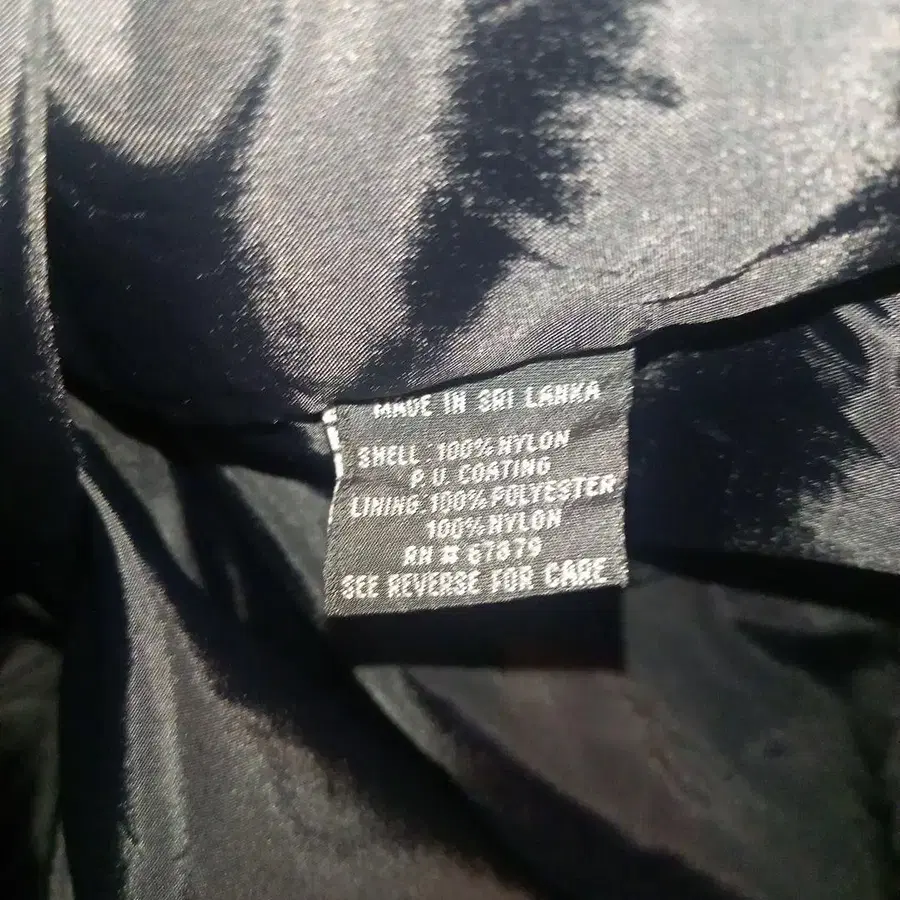 MADE IN SRI LANKA
SHELL : 100% NYLON
P.U. COATING
LINING: 100% POLYESTER
100% NYLON
RN # 67879
SEE REVERSE FOR CARE